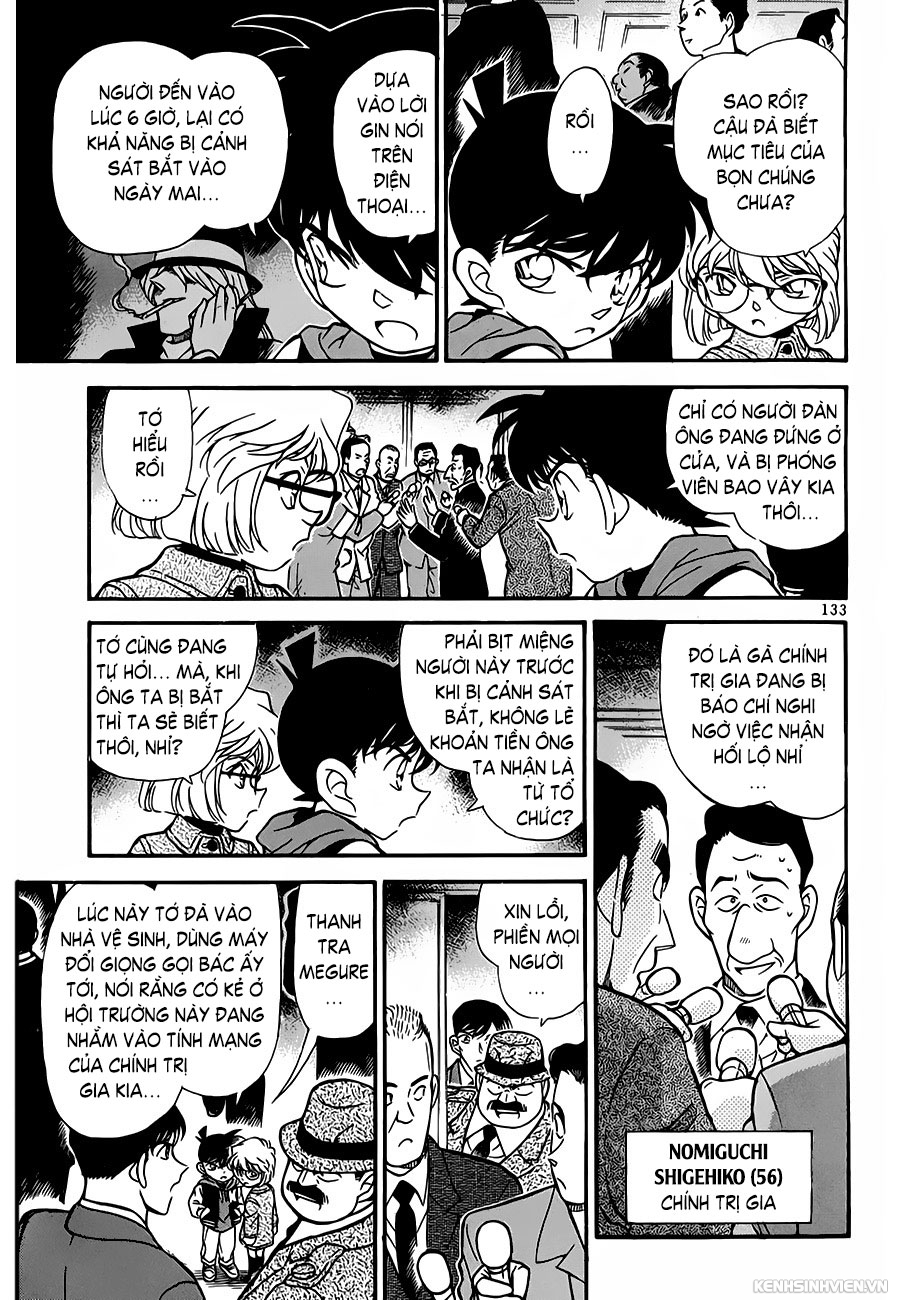 SAO RỒI?
CẬU ĐÃ BIẾT
MỤC TIÊU CỦA
BỌN CHÚNG
CHƯA?
RỒI
...
DỰA
VÀO LỜI
GIN NÓI
TRÊN
ĐIỆN
THOẠI...
NGƯỜI ĐẾN VÀO
LÚC 6 GIỜ, LẠI CÓ
KHẢ NĂNG BỊ CẢNH
SÁT BẮT VÀO
NGÀY MAI...
CHỈ CÓ NGƯỜI ĐÀN
ÔNG ĐANG ĐỨNG Ở
CỬA, VÀ BỊ PHÓNG
VIÊN BAO VÂY KIA
THÔI...
TỚ
HIỂU
RỒI
...
133
ĐÓ LÀ GÃ CHÍNH
TRỊ GIA ĐANG BỊ
BÁO CHÍ NGHI
NGỜ VIỆC NHẬN
HỐI LỘ NHỈ
...
NOMIGUCHI
SHIGEHIKO (56)
CHÍNH TRỊ GIA
PHẢI BỊT MIỆNG
NGƯỜI NÀY TRƯỚC
KHI BỊ CẢNH SÁT
BẮT, KHÔNG LẼ
KHOẢN TIỀN ÔNG
TA NHẬN LÀ
TỪ TỔ
CHỨC?
TỚ CŨNG ĐANG
TỰ HỎI... MÀ, KHI
ÔNG TA BỊ BẮT
THÌ TA SẼ BIẾT
THÔI, NHỈ?
XIN LỖI,
PHIỀN MỌI
NGƯỜI
THANH
TRA
MEGURE
...
LÚC NÃY TỚ ĐÃ VÀO
NHÀ VỆ SINH, DÙNG MÁY
ĐỔI GIỌNG GỌI BÁC ẤY
TỚI, NÓI RẰNG CÓ KẺ Ở
HỘI TRƯỜNG NÀY ĐANG
NHẮM VÀO TÍNH MẠNG
CỦA CHÍNH TRỊ
GIA KIA...
KENHSINHVIEN.VN